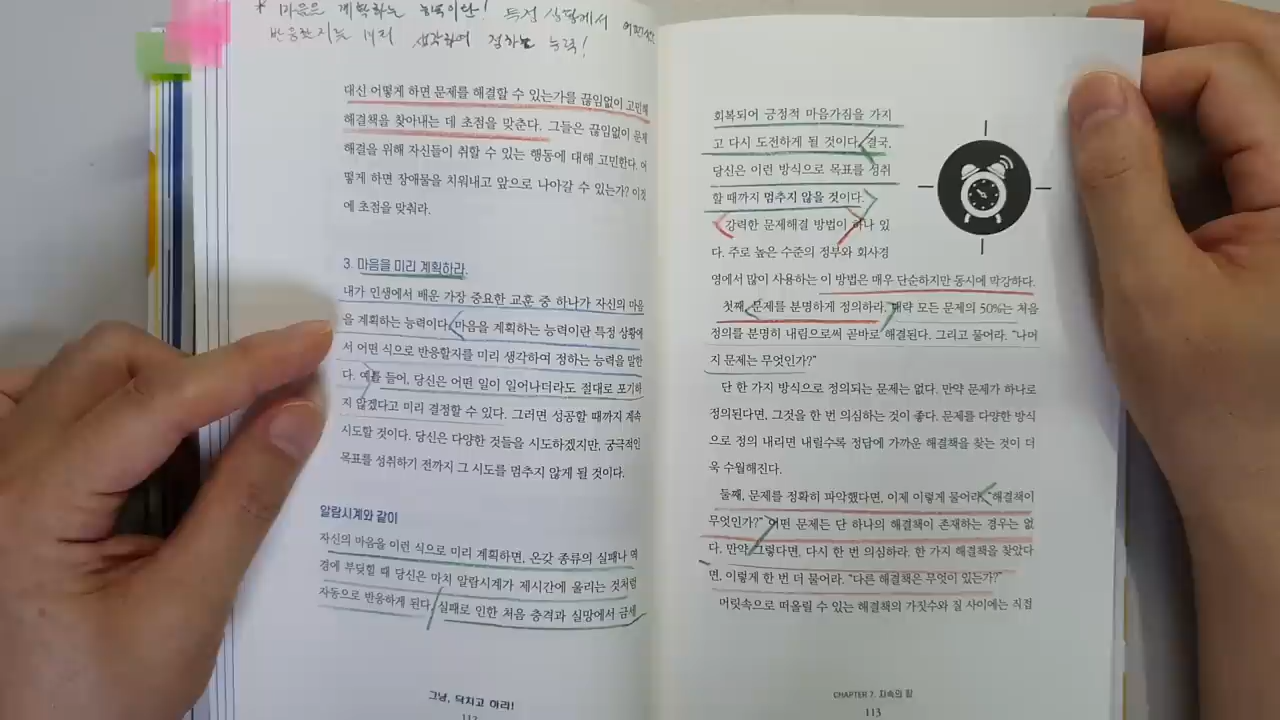 * 마음을 계획하는 능력이란! 특정 상황에서 어떤식으로
반응할지를 미리 생각하여 정하는 능력!
대신 어떻게 하면 문제를 해결할 수 있는가를 끊임없이 고민해
해결책을 찾아내는 데 초점을 맞춘다. 그들은 끊임없이 문제
해결을 위해 자신들이 취할 수 있는 행동에 대해 고민한다. 어
떻게 하면 장애물을 치워내고 앞으로 나아갈 수 있는가? 이것
에 초점을 맞춰라.
3. 마음을 미리 계획하라.
내가 인생에서 배운 가장 중요한 교훈 중 하나가 자신의 마음
을 계획하는 능력이다. 마음을 계획하는 능력이란 특정 상황에
서 어떤 식으로 반응할지를 미리 생각하여 정하는 능력을 말한
다. 예를 들어, 당신은 어떤 일이 일어나더라도 절대로 포기하
지 않겠다고 미리 결정할 수 있다. 그러면 성공할 때까지 계속
시도할 것이다. 당신은 다양한 것들을 시도하겠지만, 궁극적인
목표를 성취하기 전까지 그 시도를 멈추지 않게 될 것이다.
알람시계와 같이
자신의 마음을 이런 식으로 미리 계획하면, 온갖 종류의 실패나 역
경에 부딪힐 때 당신은 마치 알람시계가 제시간에 울리는 것처럼
자동으로 반응하게 된다. 실패로 인한 처음 충격과 실망에서 금세
그냥, 닥치고 하라!
112
회복되어 긍정적 마음가짐을 가지
고 다시 도전하게 될 것이다. 결국,
당신은 이런 방식으로 목표를 성취
할 때까지 멈추지 않을 것이다.
강력한 문제해결 방법이 하나 있
다. 주로 높은 수준의 정부와 회사경
영에서 많이 사용하는 이 방법은 매우 단순하지만 동시에 막강하다.
첫째, 문제를 분명하게 정의하라. 대략 모든 문제의 50%는 처음
정의를 분명히 내림으로써 곧바로 해결된다. 그리고 물어라. “나머
지 문제는 무엇인가?”
단 한 가지 방식으로 정의되는 문제는 없다. 만약 문제가 하나로
정의된다면, 그것을 한 번 의심하는 것이 좋다. 문제를 다양한 방식
으로 정의 내리면 내릴수록 정답에 가까운 해결책을 찾는 것이 더
욱 수월해진다.
둘째, 문제를 정확히 파악했다면, 이제 이렇게 물어라. “해결책이
무엇인가?” 어떤 문제든 단 하나의 해결책이 존재하는 경우는 없
다. 만약 그렇다면, 다시 한 번 의심하라. 한 가지 해결책을 찾았다
면, 이렇게 한 번 더 물어라. “다른 해결책은 무엇이 있는가?”
머릿속으로 떠올릴 수 있는 해결책의 가짓수와 질 사이에는 직접
CHAPTER 7. 지속의 힘
113